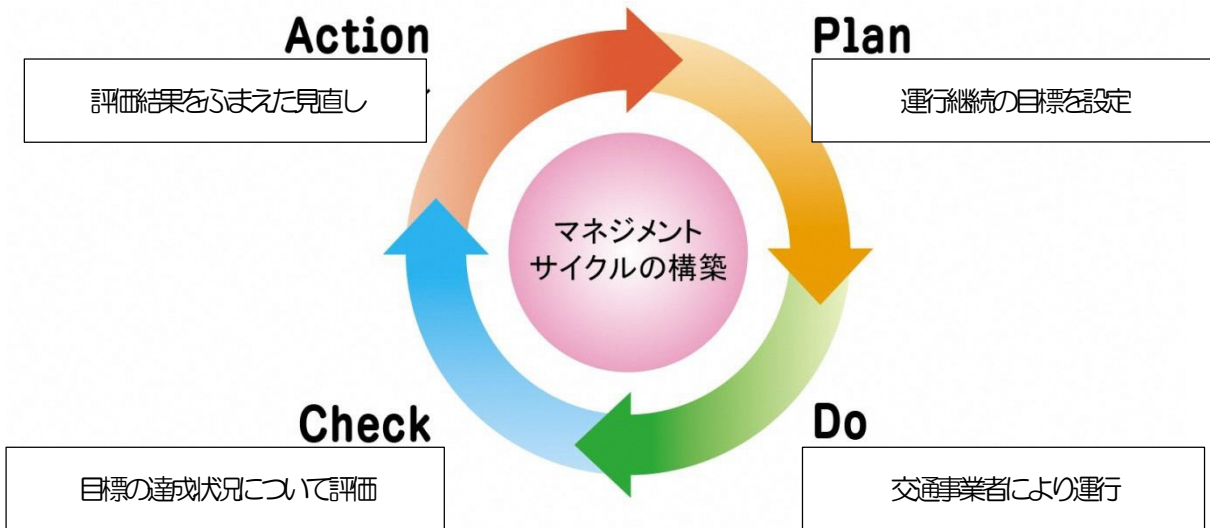 Action
評価結果をふまえた見直し
Plan
運行継続の目標を設定
マネジメント
サイクルの構築
Check
目標の達成状況について評価
Do
交通事業者により運行